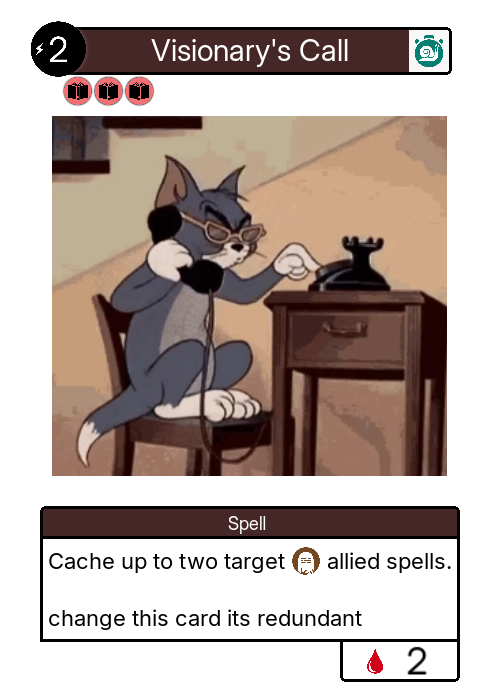 2
Visionary's Call
Spell
Cache up to two target allied spells.
change this card its redundant
2